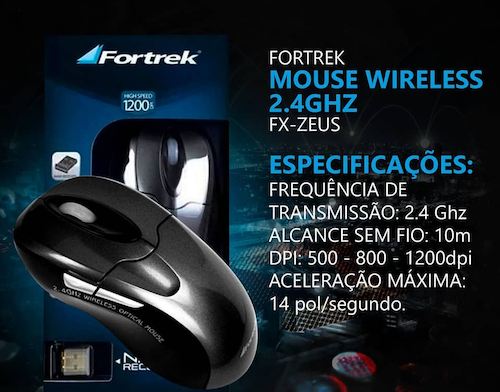 Fortrek
HIGH SPEED
1200
2.4GHZ WIRELESS OPTICAL MOUSE
Fortrek
FORTREK
MOUSE WIRELESS
2.4GHZ
FX-ZEUS
ESPECIFICAÇÕES:
FREQUÊNCIA DE
TRANSMISSÃO: 2.4 Ghz
ALCANCE SEM FIO: 10m
DPI: 500 - 800 - 1200dpi
ACELERAÇÃO MÁXIMA:
14 pol/segundo.